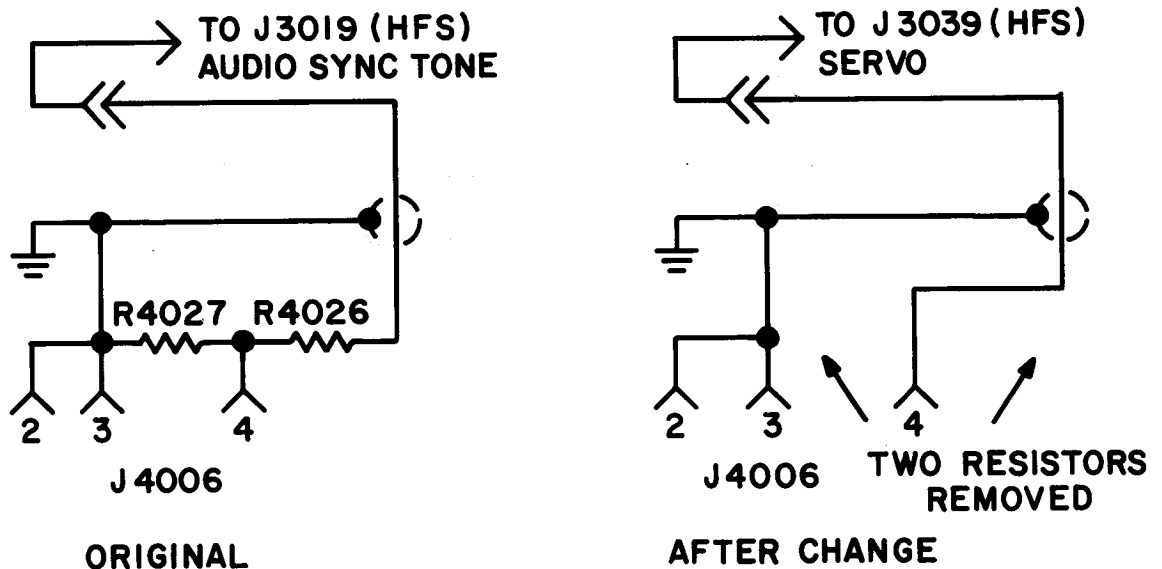 TO J3019 (HFS)
AUDIO SYNC TONE
R4027
R4026
2
3
4
J4006
ORIGINAL
TO J3039 (HFS)
SERVO
2
3
4
J4006
TWO RESISTORS
REMOVED
AFTER CHANGE